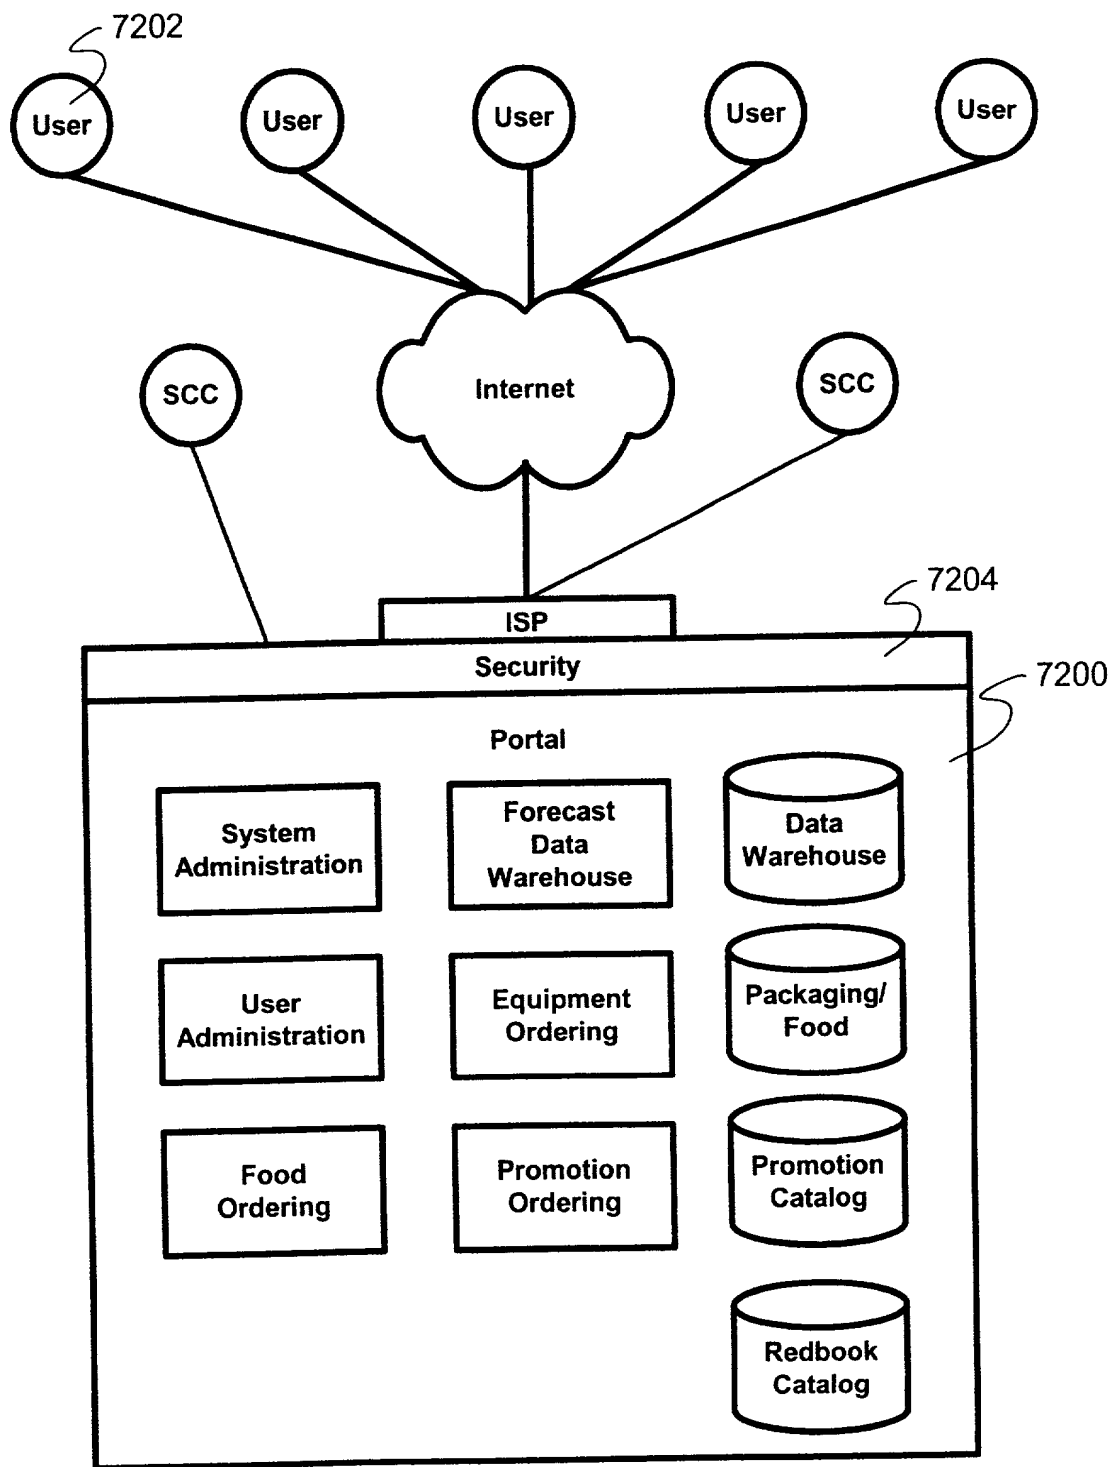 7202
User
User
User
User
User
SCC
Internet
SCC
ISP
7204
Security
7200
Portal
System
Administration
Forecast
Data
Warehouse
Data
Warehouse
User
Administration
Equipment
Ordering
Packaging/
Food
Food
Ordering
Promotion
Ordering
Promotion
Catalog
Redbook
Catalog